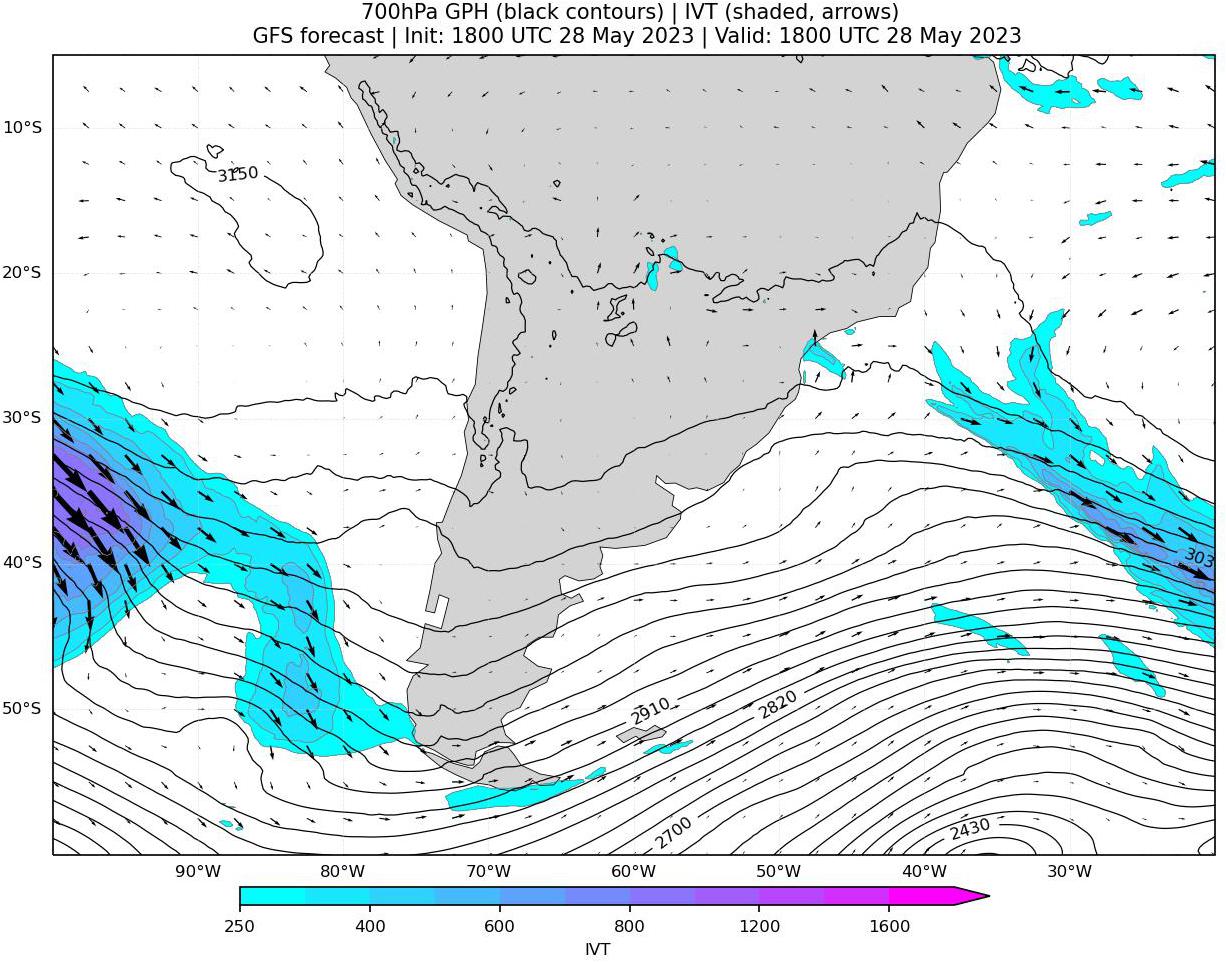 700hPa GPH (black contours) | IVT (shaded, arrows)
GFS forecast | Init: 1800 UTC 28 May 2023 | Valid: 1800 UTC 28 May 2023
10°S
3150
20°S
30°S
40°S
303
50°S
2910
2820
2700
2430
90°W 80°W 70°W 60°W 50°W 40°W 30°W
250 400 600 800 1200 1600
IVT